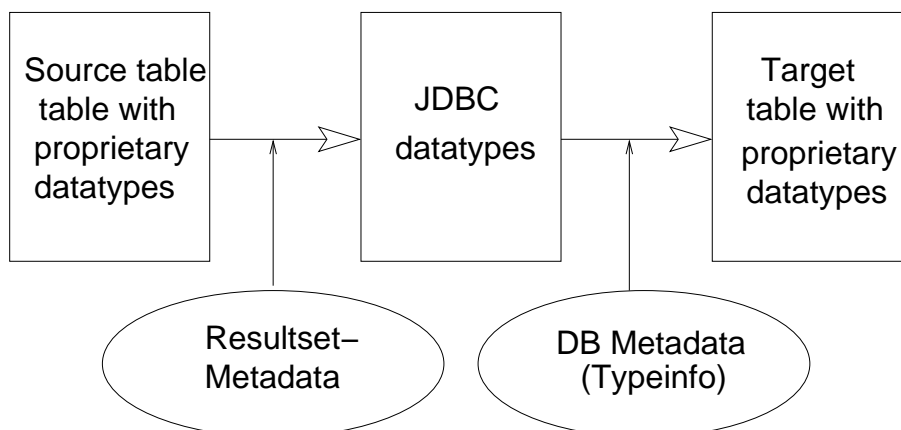 Source table
table with
proprietary
datatypes
JDBC
datatypes
Target
table with
proprietary
datatypes
Resultset–
Metadata
DB Metadata
(Typeinfo)